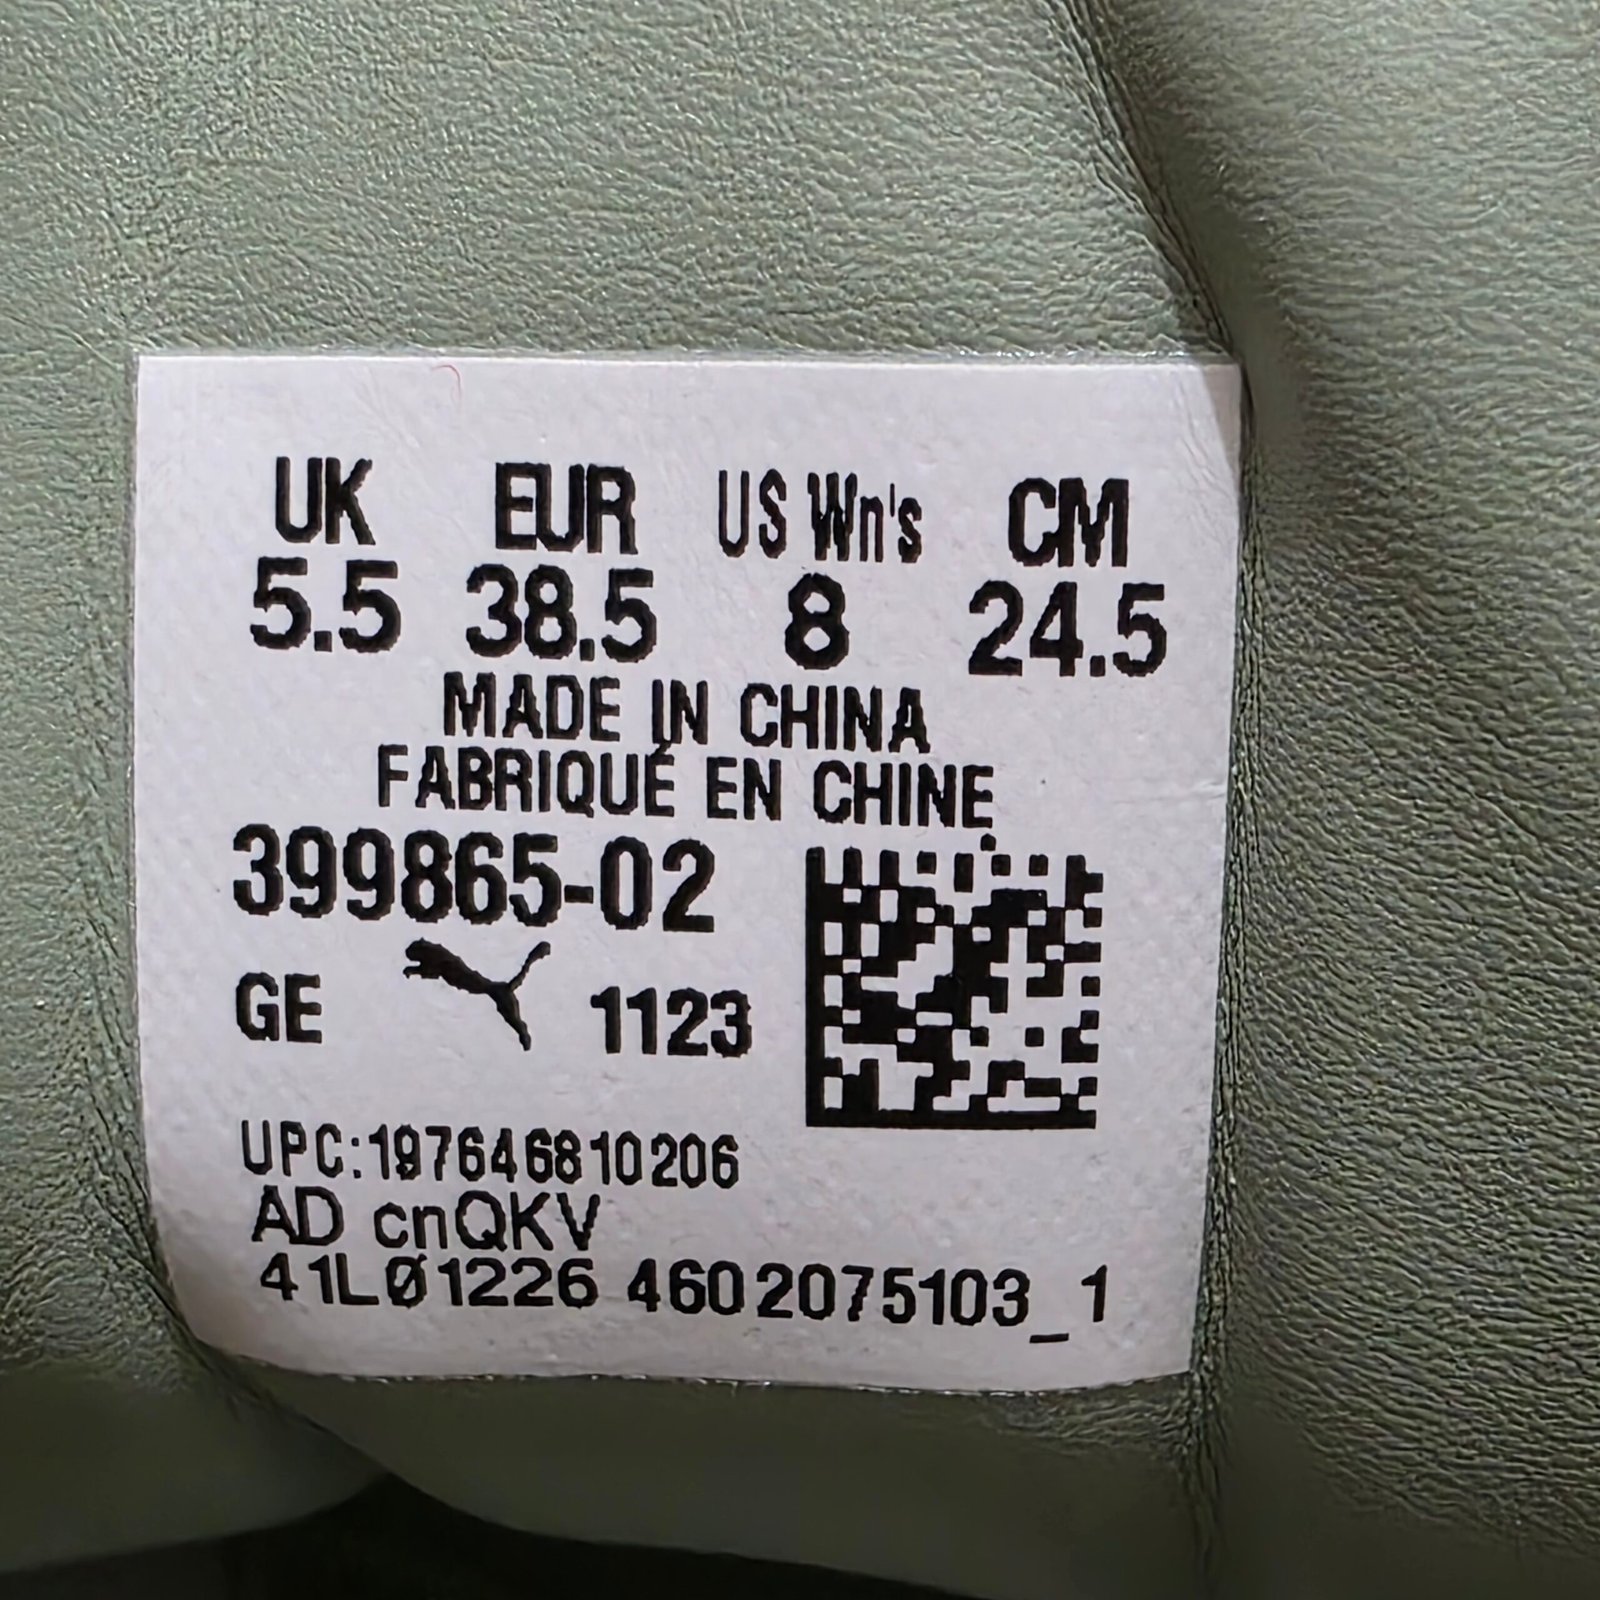 UK EUR US Wn's CM
5.5 38.5 8 24.5
MADE IN CHINA
FABRIQUÉ EN CHINE
399865-02
GE 1123
UPC:197646810206
AD cnQKV
41LØ1226 4602075103_1